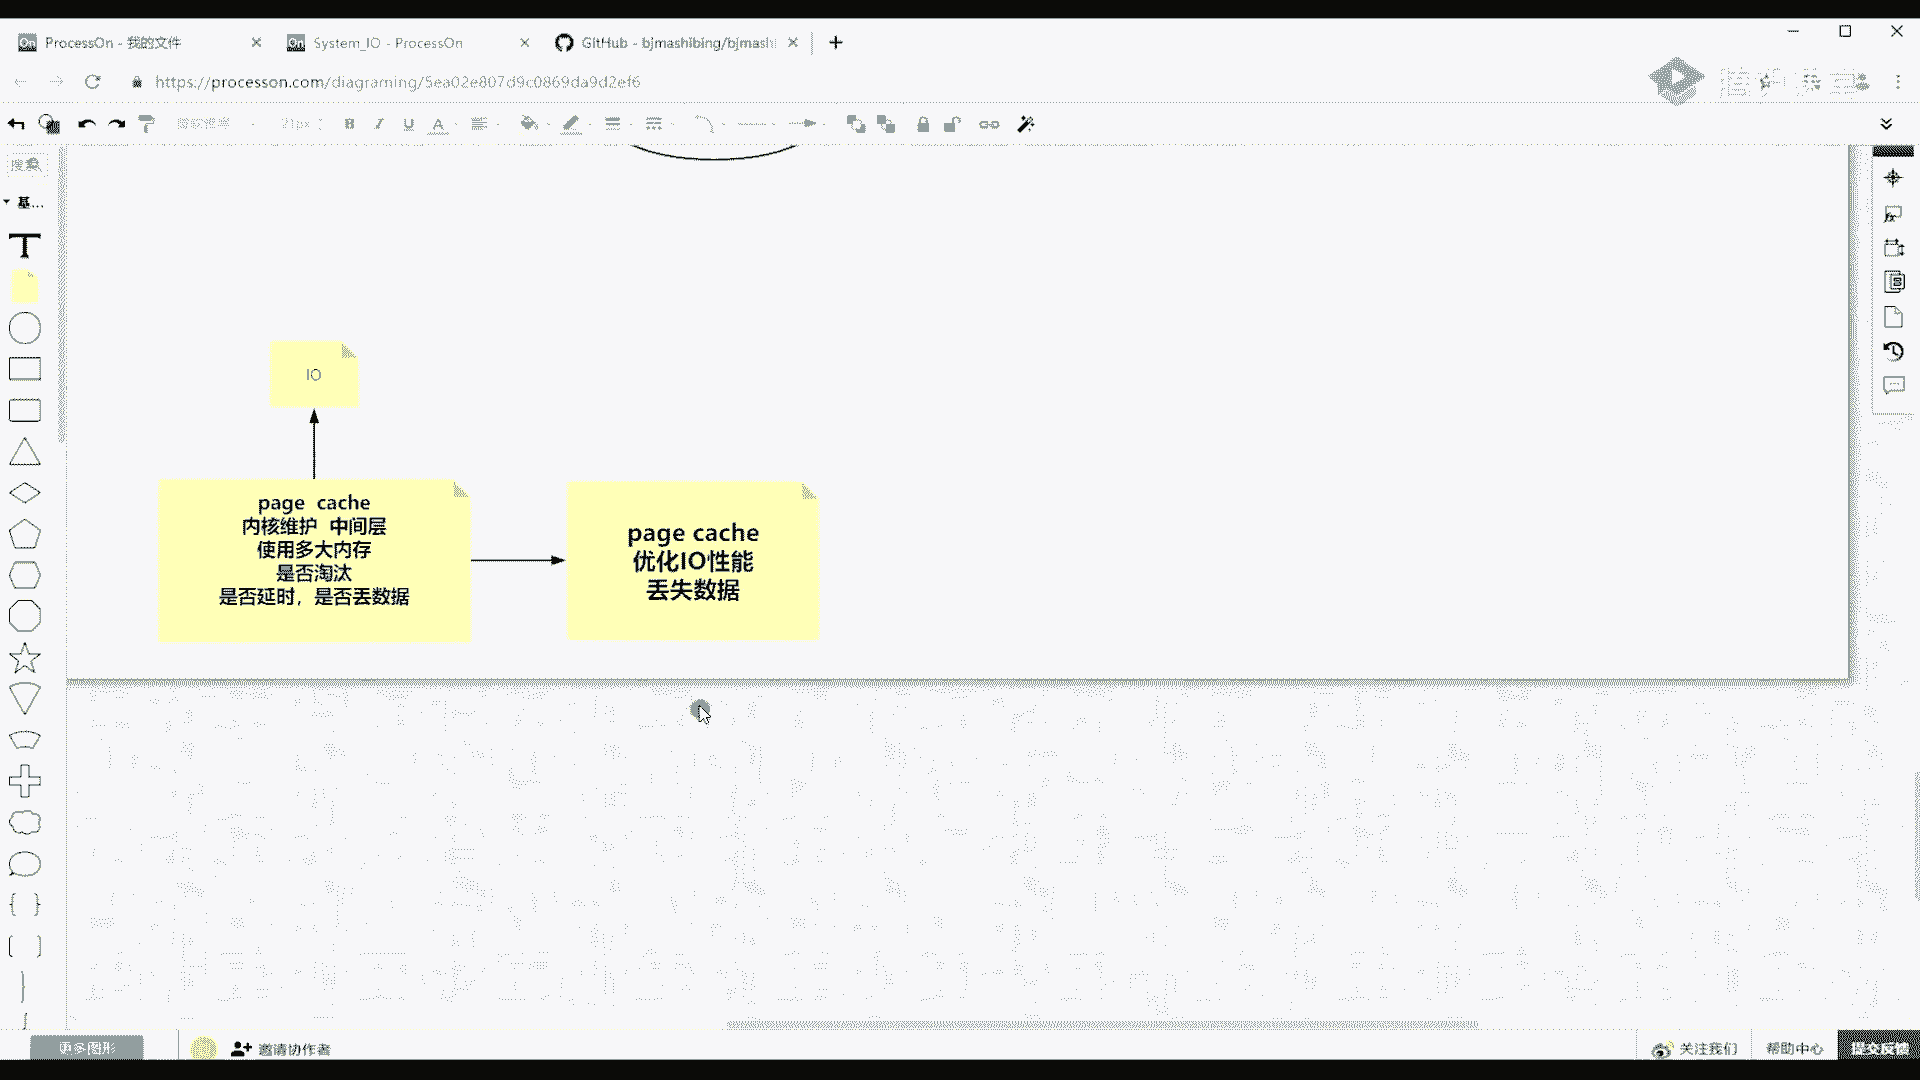 ProcessOn - 我的文件
System_IO - ProcessOn
GitHub - bjmashibing/bjmash
https://processon.com/diagraming/5ea02e807d9c0869da9d2ef6
21px
B I U A
搜索
基...
T
IO
page cache
内核维护 中间层
使用多大内存
是否淘汰
是否延时，是否丢数据
page cache
优化IO性能
丢失数据
更多图形
邀请协作者
关注我们
帮助中心
提交反馈